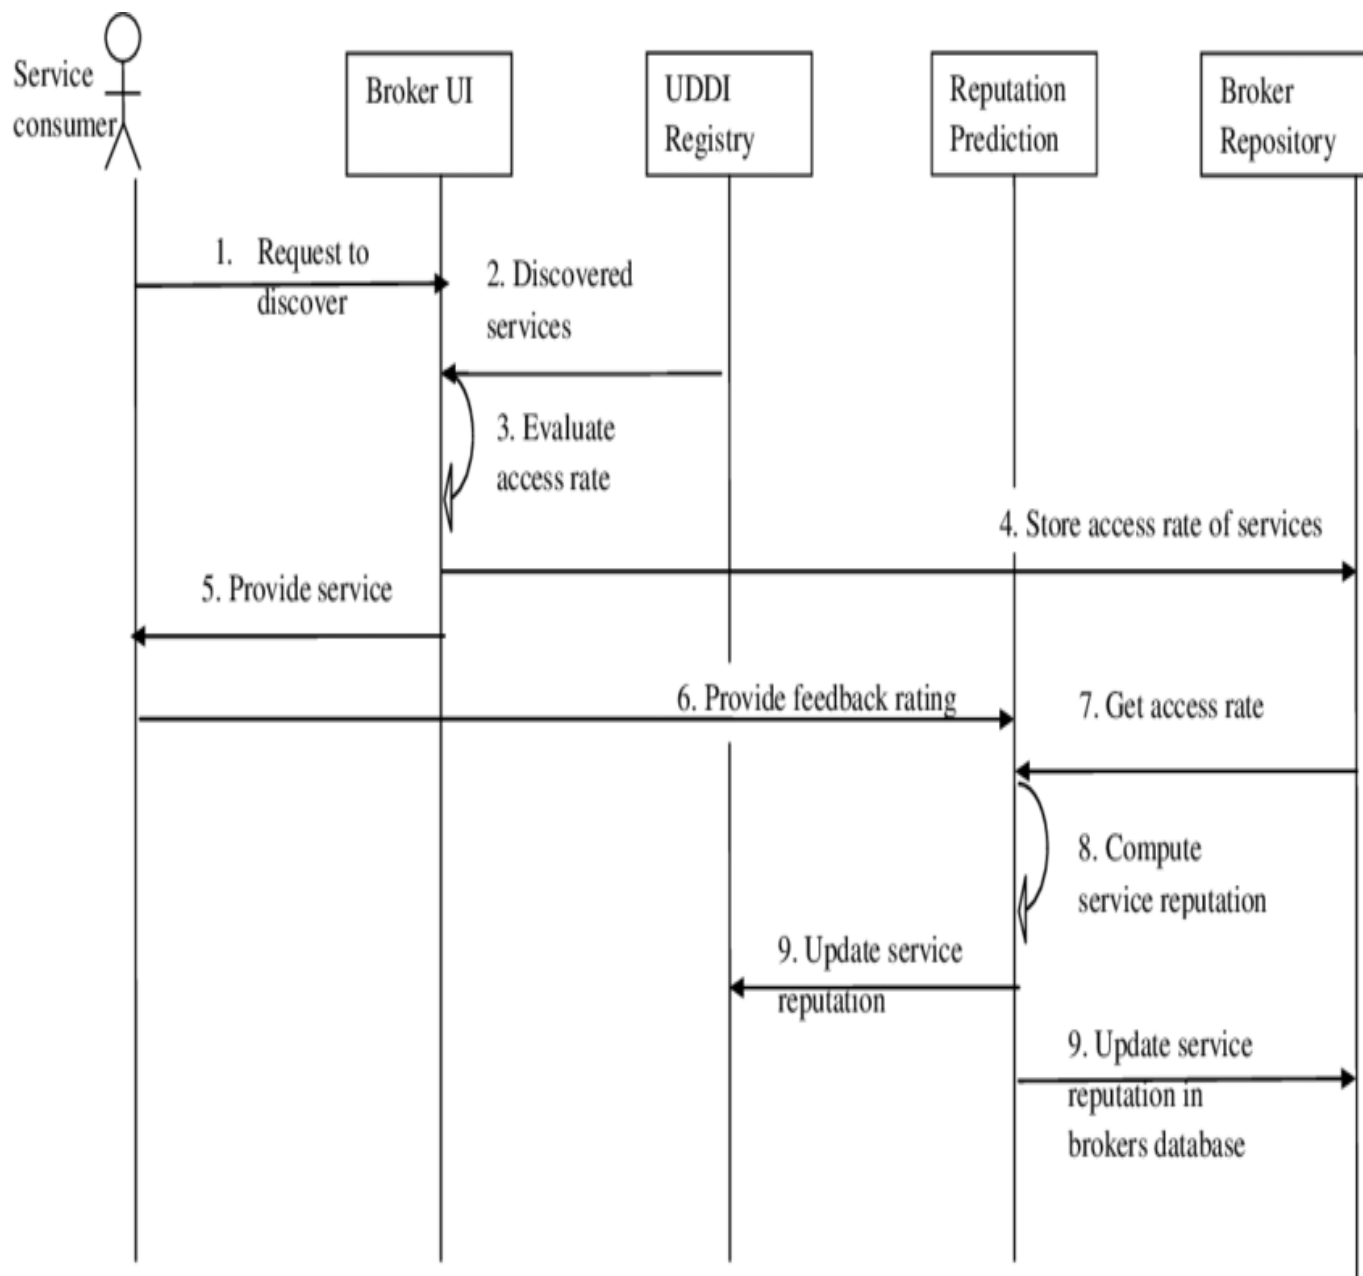 Service
consumer
Broker UI
UDDI
Registry
Reputation
Prediction
Broker
Repository
1. Request to
discover
2. Discovered
services
3. Evaluate
access rate
4. Store access rate of services
5. Provide service
6. Provide feedback rating
7. Get access rate
8. Compute
service reputation
9. Update service
reputation
9. Update service
reputation in
brokers database